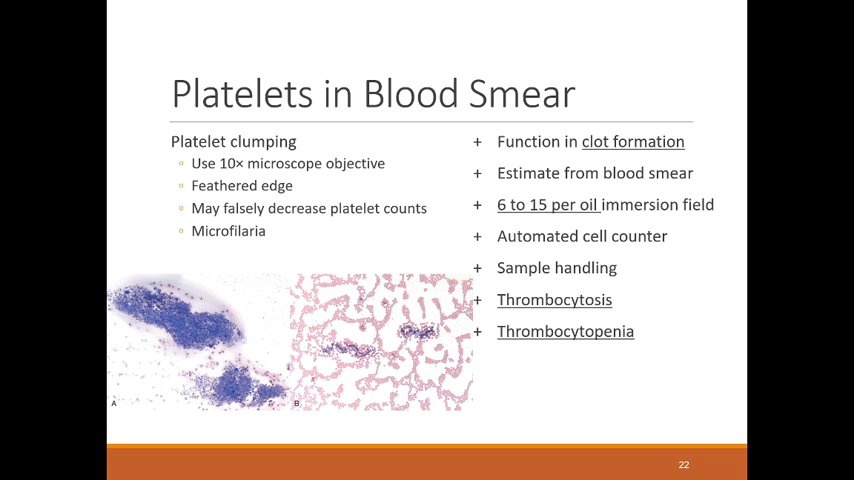 Platelets in Blood Smear
Platelet clumping
◦ Use 10× microscope objective
◦ Feathered edge
◦ May falsely decrease platelet counts
◦ Microfilaria
+ Function in clot formation
+ Estimate from blood smear
+ 6 to 15 per oil immersion field
+ Automated cell counter
+ Sample handling
+ Thrombocytosis
+ Thrombocytopenia
A
B
22